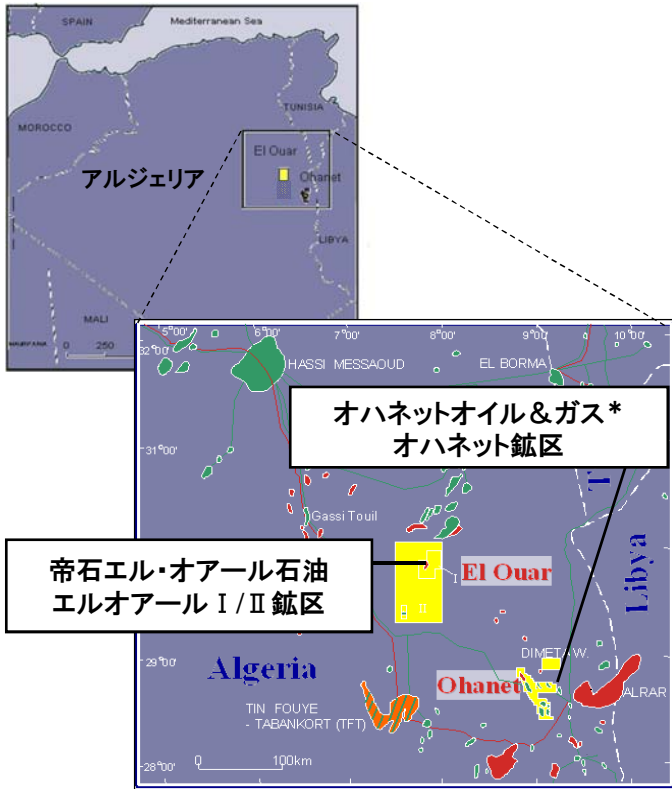 SPAIN
Mediterranean Sea
TUNISIA
MOROCCO
El Ouar
アルジェリア
Ohanet
LIBYA
MALI
0 250
5°00' 6°00' 7°00' 8°00' 9°00' 10°00'
32°00'
HASSI MESSAOUD
EL BORMA
オハネットオイル&ガス*
オハネット鉱区
31°00'
Gassi Touil
帝石エル・オアール石油
エルオアールⅠ/Ⅱ鉱区
El Ouar
I
II
Libya
29°00'
Algeria
DIMETA W.
Ohanet
ALRAR
TIN FOUYE
- TABANKORT (TFT)
0 100km
28°00'